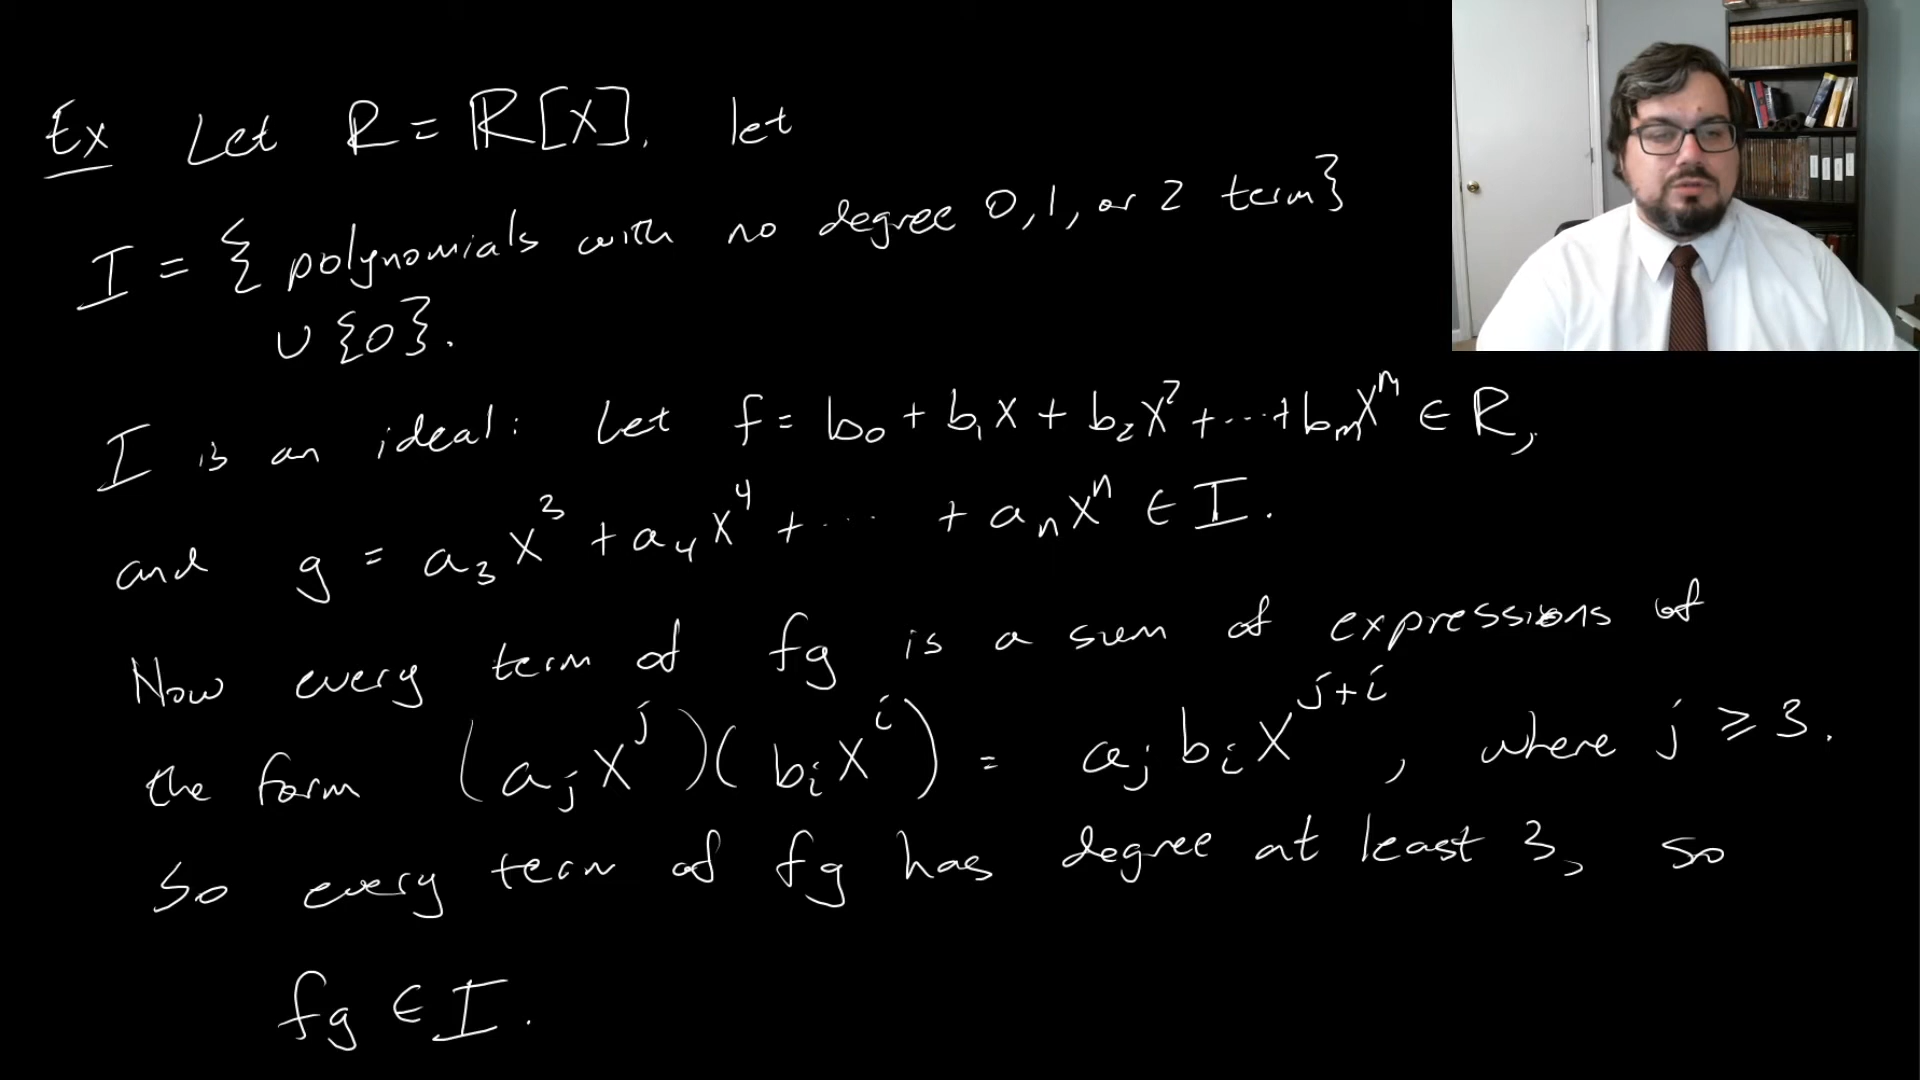 Ex Let R = ℝ[X]. let
I = { polynomials with no degree 0, 1, or 2 term }
∪ {0}.
I is an ideal: Let f = b₀ + b₁X + b₂X² + ··· + bₘXᵐ ∈ R,
and g = a₃X³ + a₄X⁴ + ··· + aₙXⁿ ∈ I.
Now every term of fg is a sum of expressions of
the form (aⱼXʲ)(bᵢXⁱ) = aⱼbᵢXʲ⁺ⁱ, where j ≥ 3.
So every term of fg has degree at least 3, so
fg ∈ I.